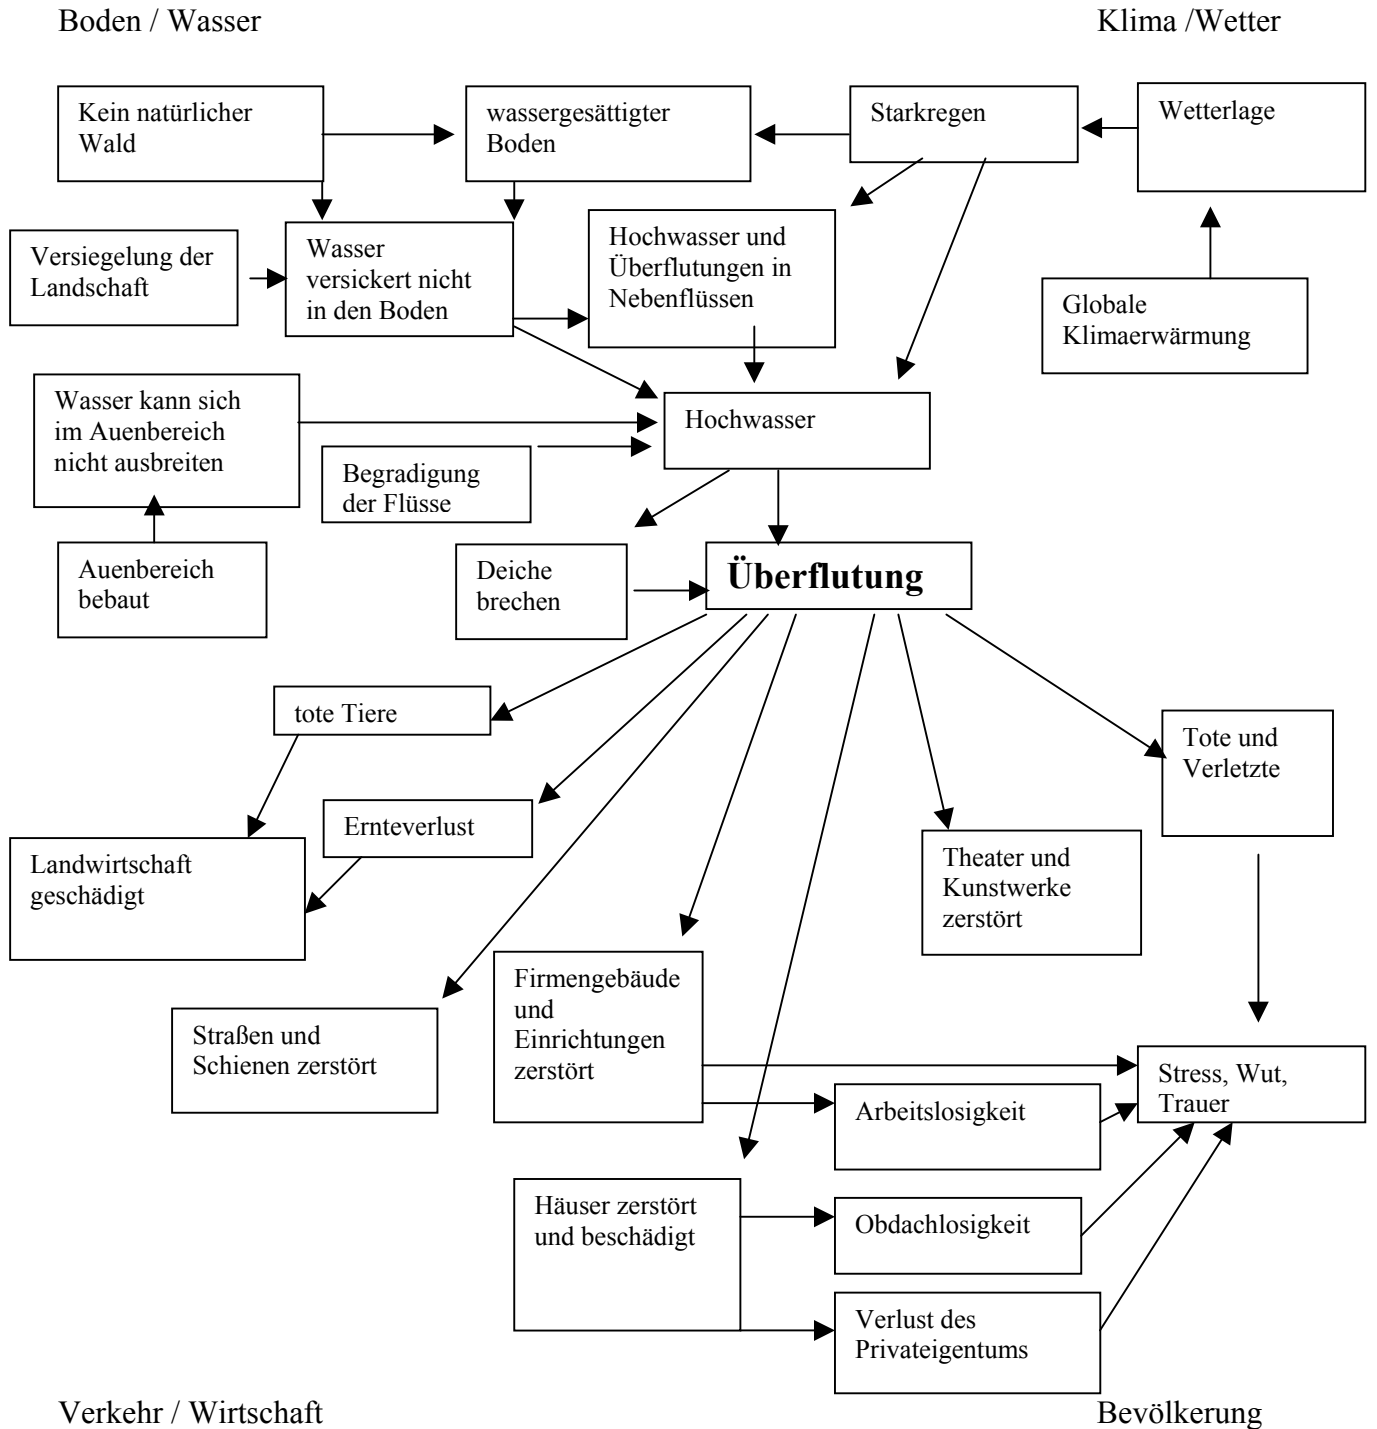 Boden / Wasser
Klima /Wetter
Kein natürlicher
Wald
wassergesättigter
Boden
Starkregen
Wetterlage
Versiegelung der
Landschaft
Wasser
versickert nicht
in den Boden
Hochwasser und
Überflutungen in
Nebenflüssen
Globale
Klimaerwärmung
Wasser kann sich
im Auenbereich
nicht ausbreiten
Begradigung
der Flüsse
Hochwasser
Auenbereich
bebaut
Deiche
brechen
Überflutung
tote Tiere
Tote und
Verletzte
Ernteverlust
Landwirtschaft
geschädigt
Theater und
Kunstwerke
zerstört
Straßen und
Schienen zerstört
Firmengebäude
und
Einrichtungen
zerstört
Stress, Wut,
Trauer
Arbeitslosigkeit
Häuser zerstört
und beschädigt
Obdachlosigkeit
Verlust des
Privateigentums
Verkehr / Wirtschaft
Bevölkerung